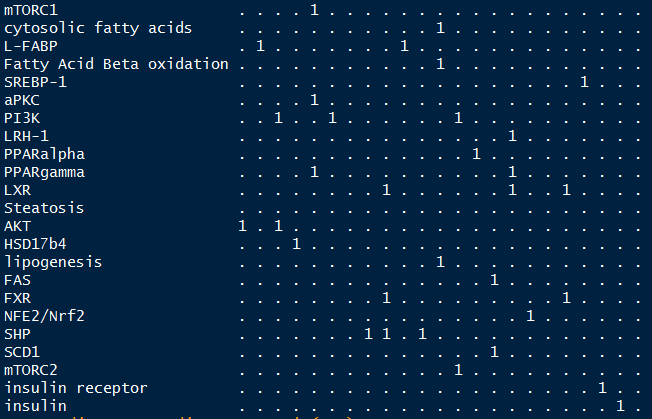 mTORC1 . . . . 1 . . . . . . . . . . . . . . . . . .
cytosolic fatty acids . . . . . . . . . . . 1 . . . . . . . . . . .
L-FABP . 1 . . . . . . . 1 . . . . . . . . . . . . .
Fatty Acid Beta oxidation . . . . . . . . . . . 1 . . . . . . . . . . .
SREBP-1 . . . . . . . . . . . . . . . . . . . 1 . . .
aPKC . . . . 1 . . . . . . . . . . . . . . . . . .
PI3K . . 1 . . 1 . . . . . . 1 . . . . . . . . . .
LRH-1 . . . . . . . . . . . . . . . 1 . . . . . . .
PPARalpha . . . . . . . . . . . . . 1 . . . . . . . . .
PPARgamma . . . . 1 . . . . . . . . . . 1 . . . . . . .
LXR . . . . . . . . 1 . . . . . . 1 . . 1 . . . .
Steatosis . . . . . . . . . . . . . . . . . . . . . . .
AKT 1 . 1 . . . . . . . . . . . . . . . . . . . .
HSD17b4 . . . 1 . . . . . . . . . . . . . . . . . . .
lipogenesis . . . . . . . . . . . 1 . . . . . . . . . . .
FAS . . . . . . . . . . . . . . 1 . . . . . . . .
FXR . . . . . . . . 1 . . . . . . . . . 1 . . . .
NFE2/Nrf2 . . . . . . . . . . . . . . . . 1 . . . . . .
SHP . . . . . . . 1 1 . 1 . . . . . . . . . . . .
SCD1 . . . . . . . . . . . . . . 1 . . . . . . . .
mTORC2 . . . . . . . . . . . . 1 . . . . . . . . . .
insulin receptor . . . . . . . . . . . . . . . . . . . . 1 . .
insulin . . . . . . . . . . . . . . . . . . . . . 1 .